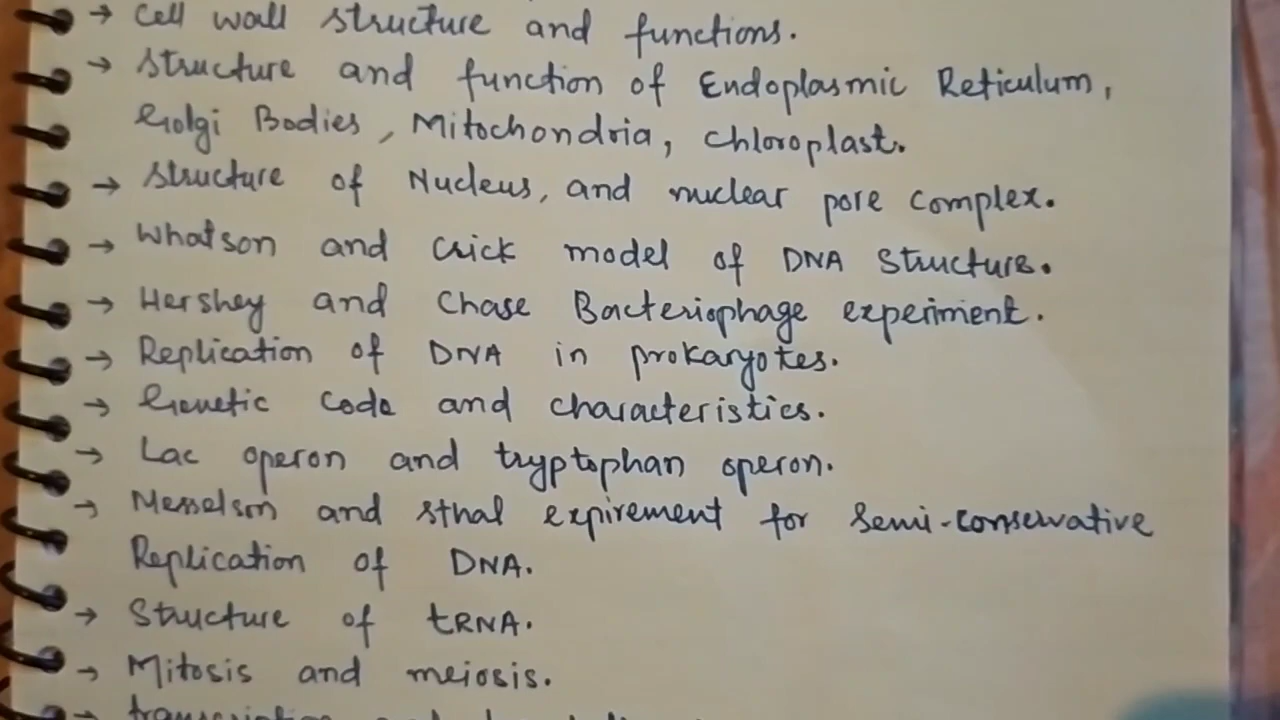 → Cell wall structure and functions.
→ structure and function of Endoplasmic Reticulum,
Golgi Bodies, Mitochondria, chloroplast.
→ structure of Nucleus, and nuclear pore complex.
→ Whatson and Crick model of DNA structure.
→ Hershey and Chase Bacteriophage experiment.
→ Replication of DNA in prokaryotes.
→ Genetic code and characteristics.
→ Lac operon and tryptophan operon.
→ Messelson and sthal expirement for Semi-conservative
Replication of DNA.
→ Structure of tRNA.
→ Mitosis and meiosis.
→ transcription and